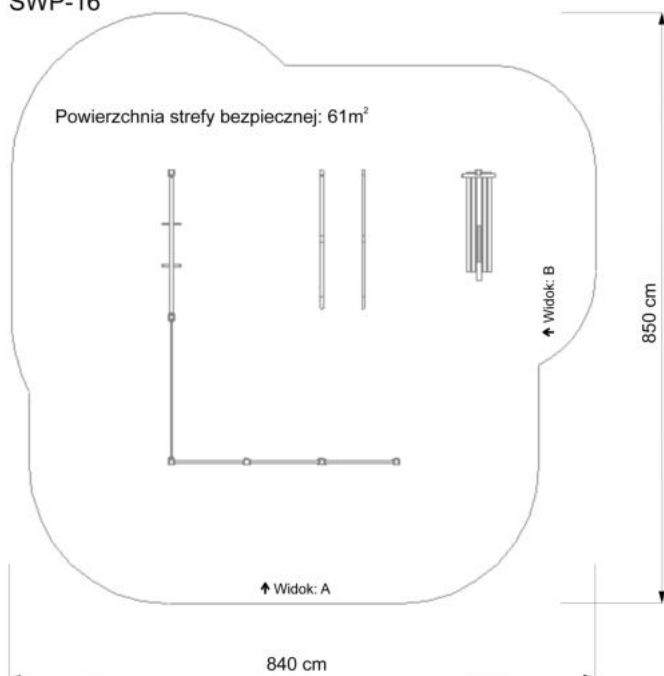 SWP-16
Powierzchnia strefy bezpiecznej: 61m²
↑ Widok: B
850 cm
↑ Widok: A
840 cm